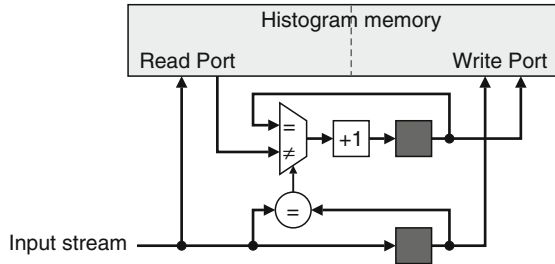 Histogram memory
Read Port
Write Port
=
≠
+1
=
Input stream